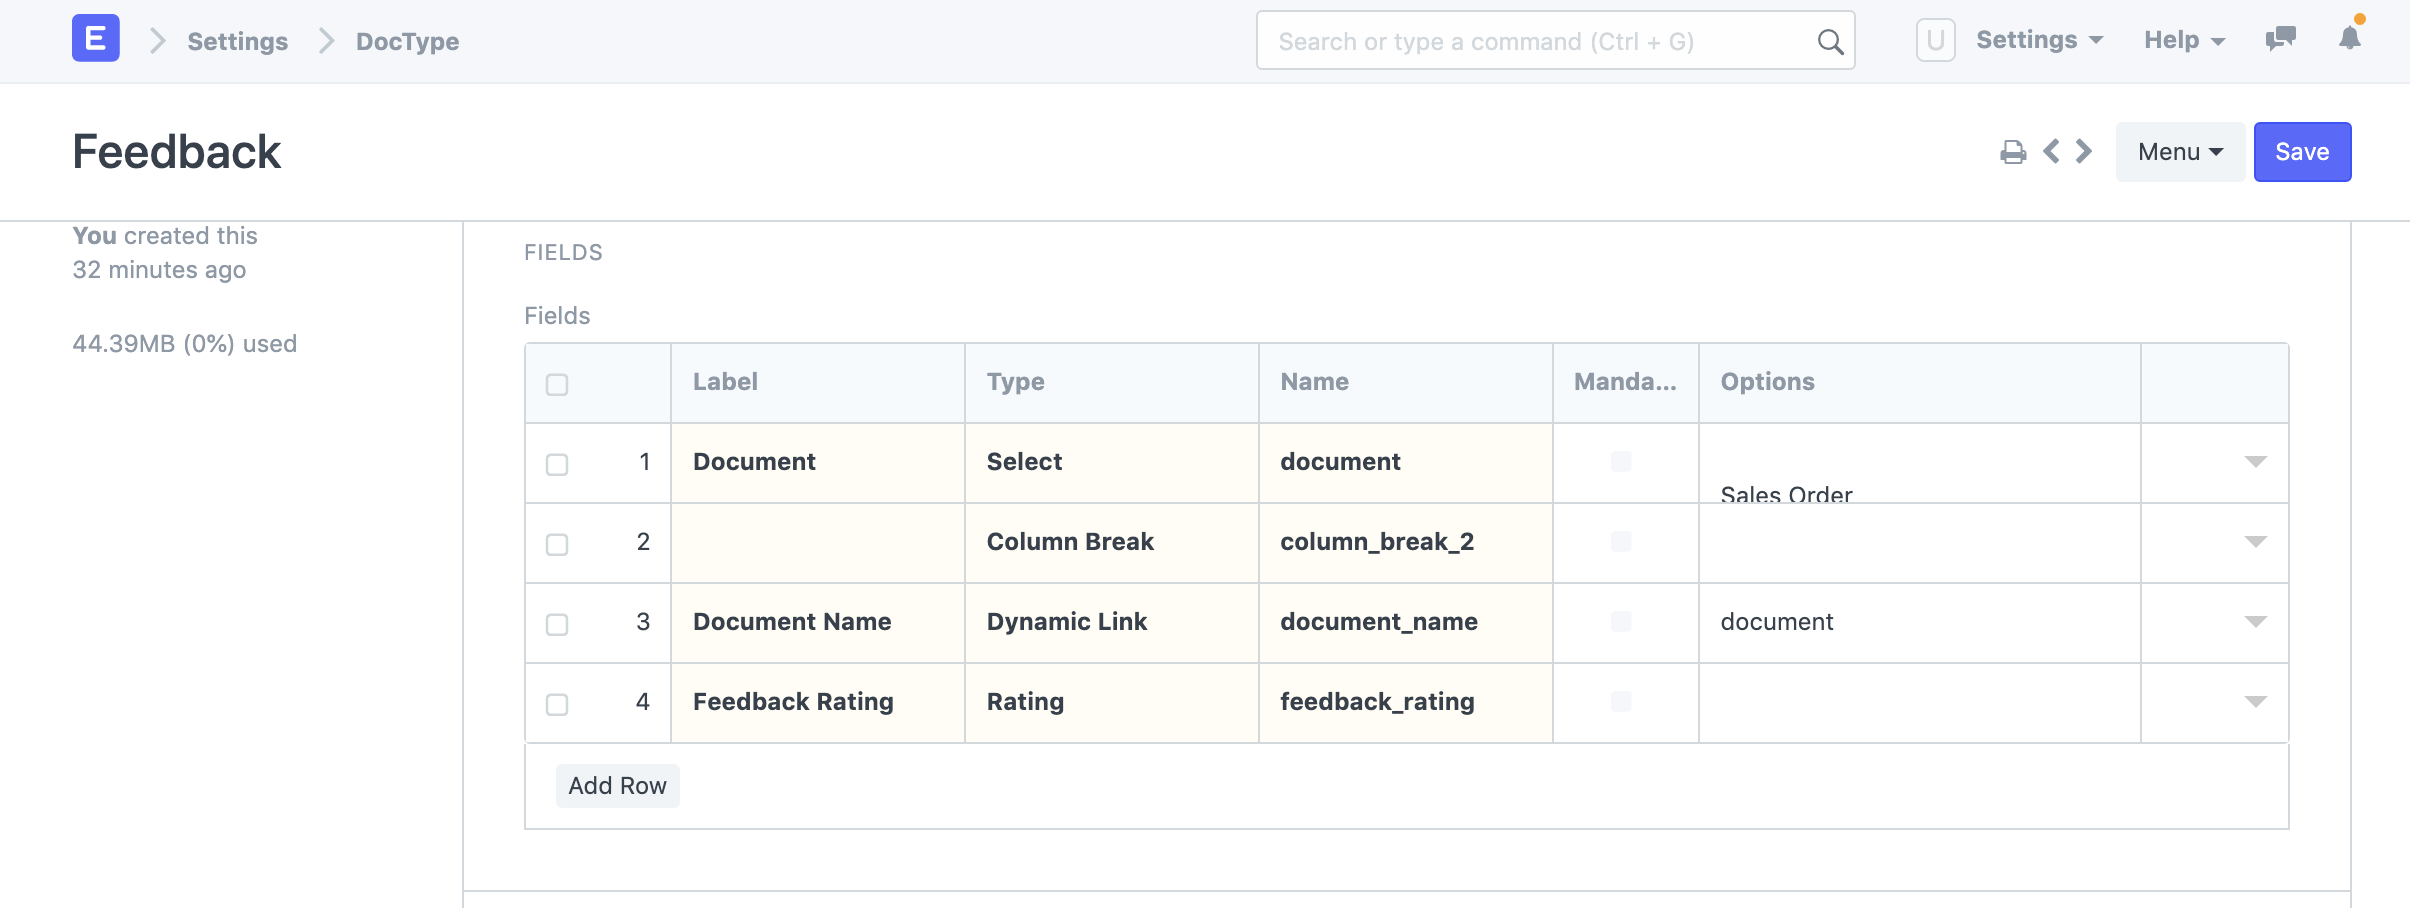 E Settings DocType Search or type a command (Ctrl + G) U Settings Help
Feedback Menu Save
You created this
32 minutes ago
44.39MB (0%) used
FIELDS
Fields
Label Type Name Manda... Options
1 Document Select document Sales Order
2 Column Break column_break_2
3 Document Name Dynamic Link document_name document
4 Feedback Rating Rating feedback_rating
Add Row